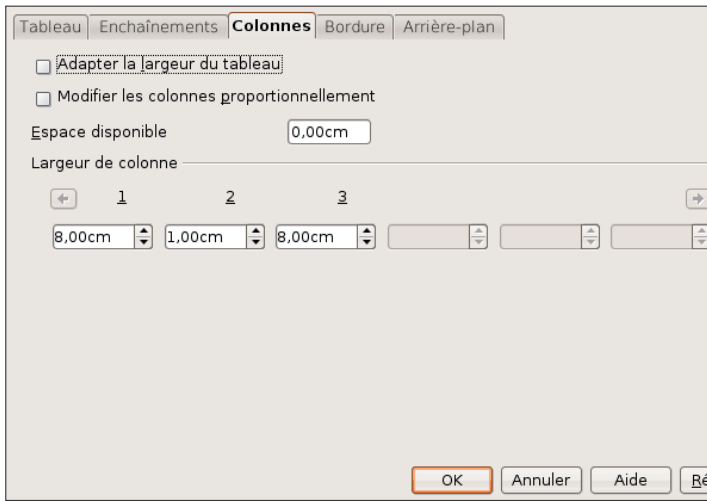 Tableau Enchaînements Colonnes Bordure Arrière-plan
Adapter la largeur du tableau
Modifier les colonnes proportionnellement
Espace disponible 0,00cm
Largeur de colonne
1 2 3
8,00cm 1,00cm 8,00cm
OK Annuler Aide Ré